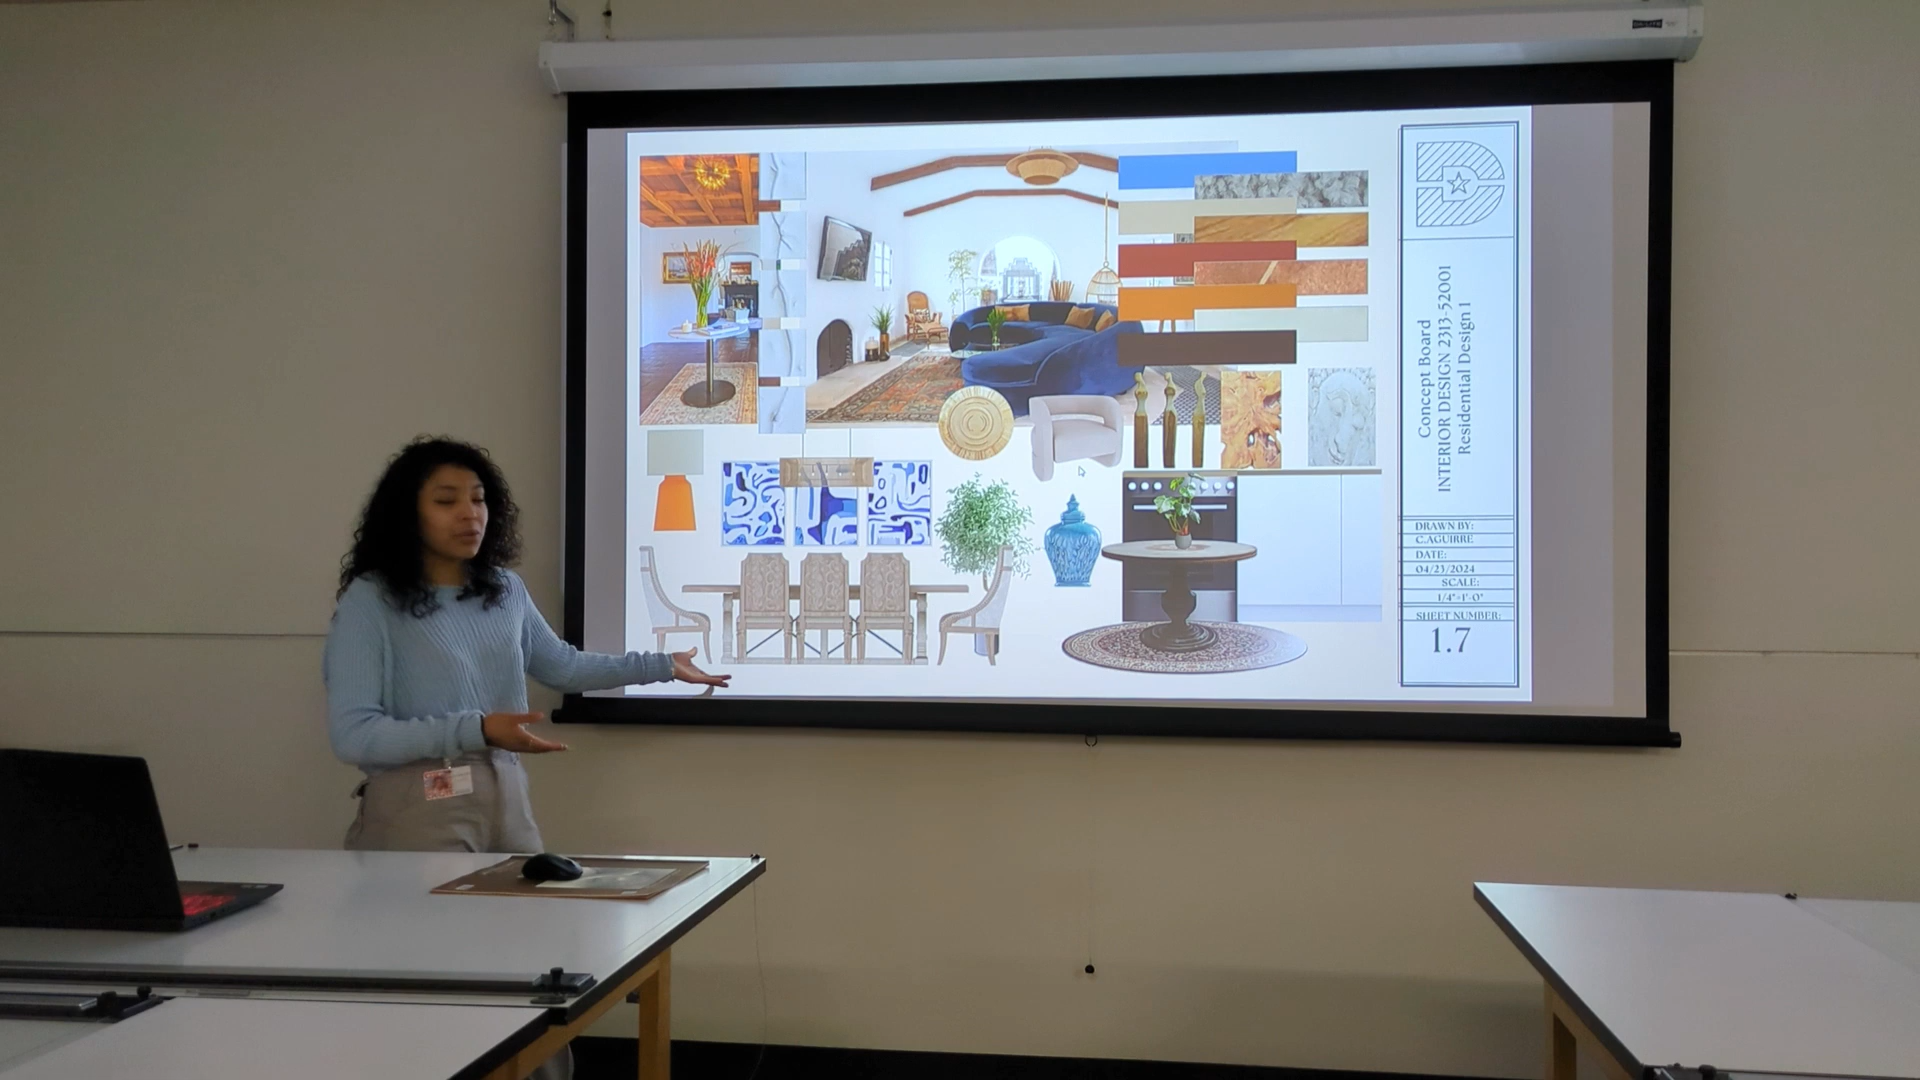 Concept Board
INTERIOR DESIGN 2313-52001
Residential Design 1
DRAWN BY:
C.AGUIRRE
DATE:
04/23/2024
SCALE:
1/4"=1'-0"
SHEET NUMBER:
1.7